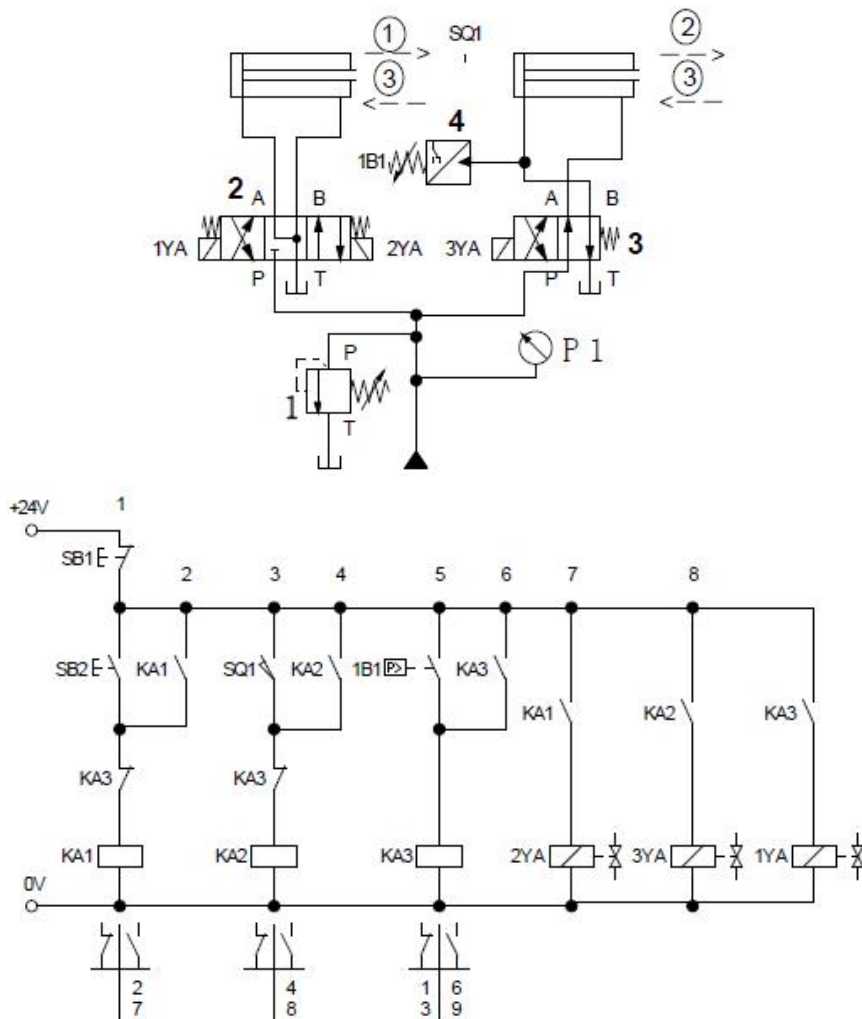 ① SQ1 ②
③ ③
4
1B1
2 A B A B
1YA 2YA 3YA 3
P T P T
P
P 1
1
T
1
+24V
SB1
2 3 4 5 6 7 8
SB2 KA1 SQ1 KA2 1B1 P> KA3
KA1 KA2 KA3
KA3 KA3
KA1 KA2 KA3 2YA 3YA 1YA
0V
2 4 1 6
7 8 3 9